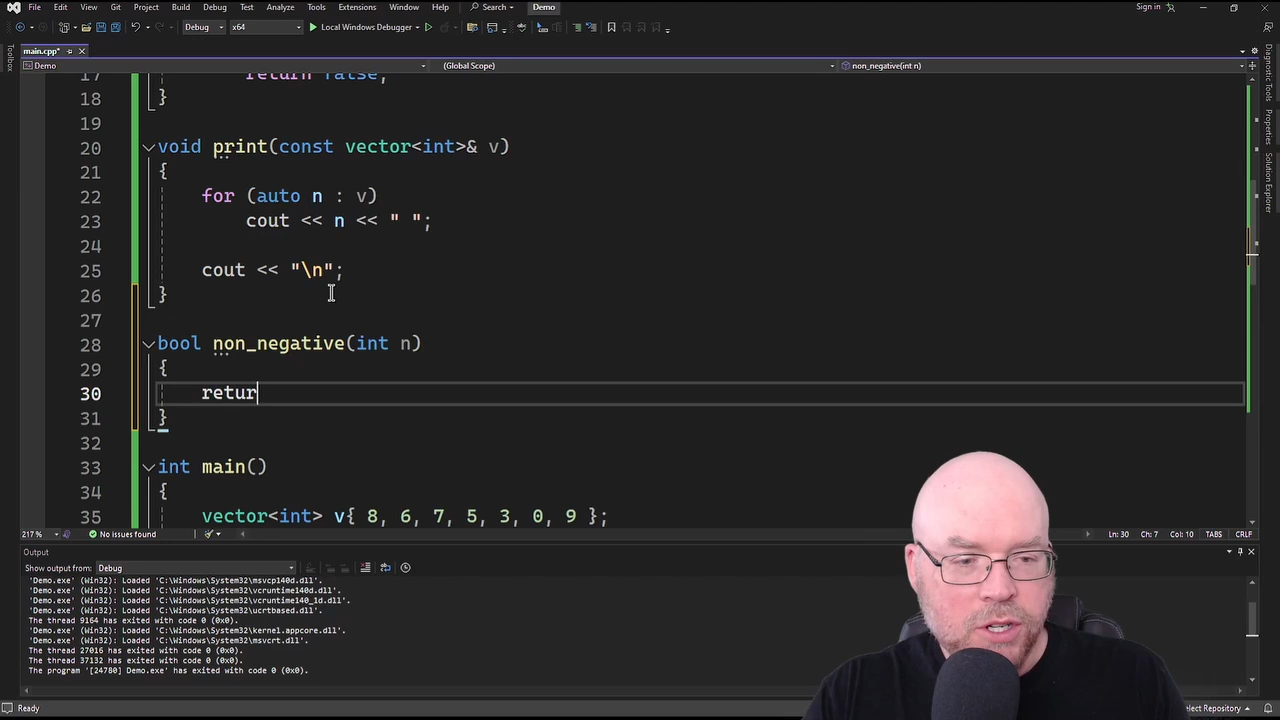 File Edit View Git Project Build Debug Test Analyze Tools Extensions Window Help Search Demo Sign in
Debug x64 Local Windows Debugger
main.cpp*
Demo (Global Scope) non_negative(int n)
17 return false;
18 }
19
20 void print(const vector<int>& v)
21 {
22 for (auto n : v)
23 cout << n << " ";
24
25 cout << "\n";
26 }
27
28 bool non_negative(int n)
29 {
30 retur
31 }
32
33 int main()
34 {
35 vector<int> v{ 8, 6, 7, 5, 3, 0, 9 };
217 % No issues found Ln: 30 Ch: 7 Col: 10 TABS CRLF
Output
Show output from: Debug
'Demo.exe' (Win32): Loaded 'C:\Windows\System32\msvcp140d.dll'.
'Demo.exe' (Win32): Loaded 'C:\Windows\System32\vcruntime140d.dll'.
'Demo.exe' (Win32): Loaded 'C:\Windows\System32\vcruntime140_1d.dll'.
'Demo.exe' (Win32): Loaded 'C:\Windows\System32\ucrtbased.dll'.
The thread 9164 has exited with code 0 (0x0).
'Demo.exe' (Win32): Loaded 'C:\Windows\System32\kernel.appcore.dll'.
'Demo.exe' (Win32): Loaded 'C:\Windows\System32\msvcrt.dll'.
The thread 27016 has exited with code 0 (0x0).
The thread 37132 has exited with code 0 (0x0).
The program '[24780] Demo.exe' has exited with code 0 (0x0).
Ready
elect Repository
Toolbox
Diagnostic Tools
Properties
Solution Explorer